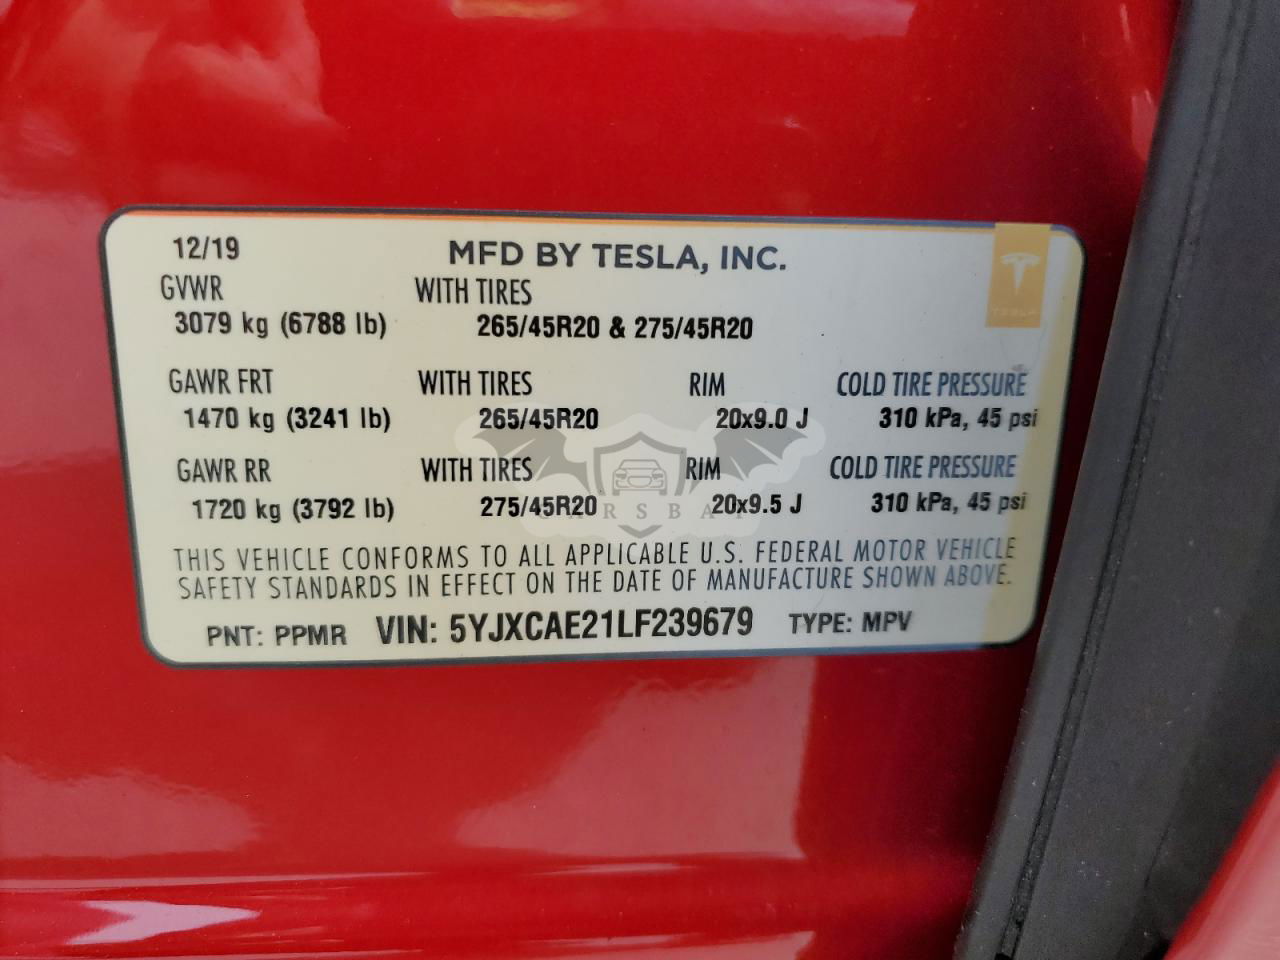 12/19 MFD BY TESLA, INC.
GVWR WITH TIRES
3079 kg (6788 lb) 265/45R20 & 275/45R20
TESLA
GAWR FRT WITH TIRES RIM COLD TIRE PRESSURE
1470 kg (3241 lb) 265/45R20 20x9.0 J 310 kPa, 45 psi
GAWR RR WITH TIRES RIM COLD TIRE PRESSURE
1720 kg (3792 lb) 275/45R20 20x9.5 J 310 kPa, 45 psi
CARSBAT
THIS VEHICLE CONFORMS TO ALL APPLICABLE U.S. FEDERAL MOTOR VEHICLE
SAFETY STANDARDS IN EFFECT ON THE DATE OF MANUFACTURE SHOWN ABOVE.
PNT: PPMR VIN: 5YJXCAE21LF239679 TYPE: MPV